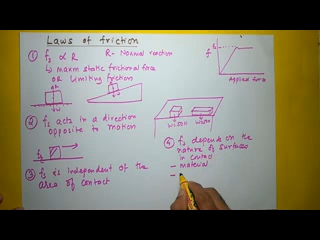 Laws of friction
① fs ∝ R R - Normal reaction
↳ maxm static frictional force
OR limiting friction
R
W
fs
Applied force
② fs acts in a direction
opposite to motion
fs
③ fs is independent of the
area of contact
④ fs depends on the
nature of surfaces
in contact
- material
-